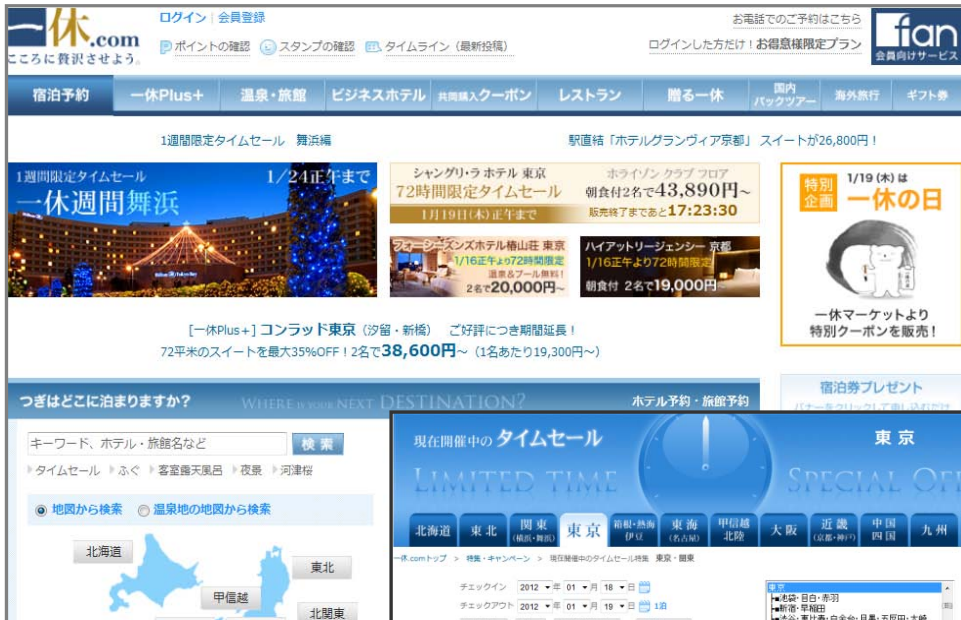 一休.com
こころに贅沢させよう。
ログイン | 会員登録
ポイントの確認 スタンプの確認 タイムライン（最新投稿）
お電話でのご予約はこちら
ログインした方だけ！お得意様限定プラン
fan
会員向けサービス
宿泊予約 一休Plus+ 温泉・旅館 ビジネスホテル 共同購入クーポン レストラン 贈る一休 国内パックツアー 海外旅行 ギフト券
1週間限定タイムセール 舞浜編
駅直結「ホテルグランヴィア京都」 スイートが26,800円！
1週間限定タイムセール 1/24正午まで
一休週間舞浜
シャングリ・ラ ホテル 東京
72時間限定タイムセール
1月19日(木)正午まで
ホライゾン クラブ フロア
朝食付2名で43,890円～
販売終了まであと17:23:30
フォーシーズンズホテル椿山荘 東京
1/16正午より72時間限定
温泉&プール無料！
2名で20,000円～
ハイアットリージェンシー 京都
1/16正午より72時間限定
朝食付 2名で19,000円～
特別企画
1/19(木)は
一休の日
一休マーケットより
特別クーポンを販売！
[一休Plus+] コンラッド東京（汐留・新橋） ご好評につき期間延長！
72平米のスイートを最大35%OFF！2名で38,600円～（1名あたり19,300円～）
つぎはどこに泊まりますか？ WHERE IS YOUR NEXT DESTINATION? ホテル予約・旅館予約
宿泊券プレゼント
バナーをクリックして申し込むだけ
キーワード、ホテル・旅館名など 検索
タイムセール ふぐ 客室露天風呂 夜景 河津桜
地図から検索 温泉地の地図から検索
北海道
東北
甲信越
北関東
現在開催中のタイムセール 東京
LIMITED TIME SPECIAL OF
北海道 東北 関東(横浜・舞浜) 東京 箱根・熱海伊豆 東海(名古屋) 甲信越北陸 大阪 近畿(京都・神戸) 中国四国 九州
一休.comトップ > 特集・キャンペーン > 現在開催中のタイムセール特集 東京・関東
チェックイン 2012 年 01 月 18 日
チェックアウト 2012 年 01 月 19 日 1泊
東京
池袋・目白・赤羽
新宿・早稲田
渋谷・恵比寿・白金台・目黒・五反田・大崎